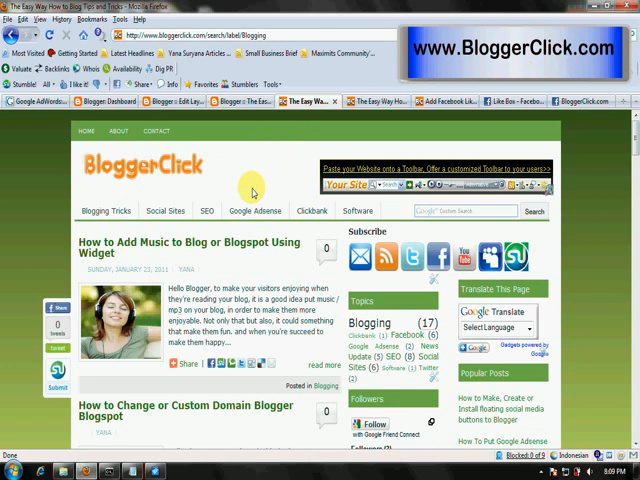 The Easy Way How to Blog Tips and Tricks - Mozilla Firefox
Edit View History Bookmarks Tools Help
http://www.bloggerclick.com/search/label/Blogging
www.BloggerClick.com
Most Visited Getting Started Latest Headlines Yana Suryana Articles ... Small Business Brief Maximits Community...
Valuate Backlinks Whois Availability Dig PR
Stumble! All I like it! Share Info Favorites Stumblers Tools
Google AdWords:... Blogger: Dashboard Blogger :: Edit Lay... Blogger :: The Eas... The Easy Wa... The Easy Way Ho... Add Facebook Lik... Like Box - Faceboo... BloggerClick.com
HOME ABOUT CONTACT
BloggerClick
Paste your Website onto a Toolbar, Offer a customized Toolbar to your users>>
Your Site Search
Blogging Tricks Social Sites SEO Google Adsense Clickbank Software
Google Custom Search Search
How to Add Music to Blog or Blogspot Using
Widget
0
SUNDAY, JANUARY 23, 2011 YANA
Hello Blogger, to make your visitors enjoying when
they're reading your blog, it is a good idea put music /
mp3 on your blog, in order to make them more
enjoyable. Not only that but also, it could something
that make them fun. and when you're succeed to
make them happy....
Share
read more
Posted in Blogging
How to Change or Custom Domain Blogger
Blogspot
0
YANA
Share
0
tweets
tweet
Submit
Subscribe
Topics
Blogging (17)
Clickbank (1) Facebook (6)
Google Adsense (2) News
Update (5) SEO (8) Social
Sites (6) Software (1) Twitter
(2)
Followers
Follow
with Google Friend Connect
Translate This Page
Google Translate
Select Language
Gadgets powered by
Google
Popular Posts
How to Make, Create or
Install floating social media
buttons to Blogger
How To Put Google Adsense
Done
Blocked: 0 of 9
Indonesian
8:09 PM